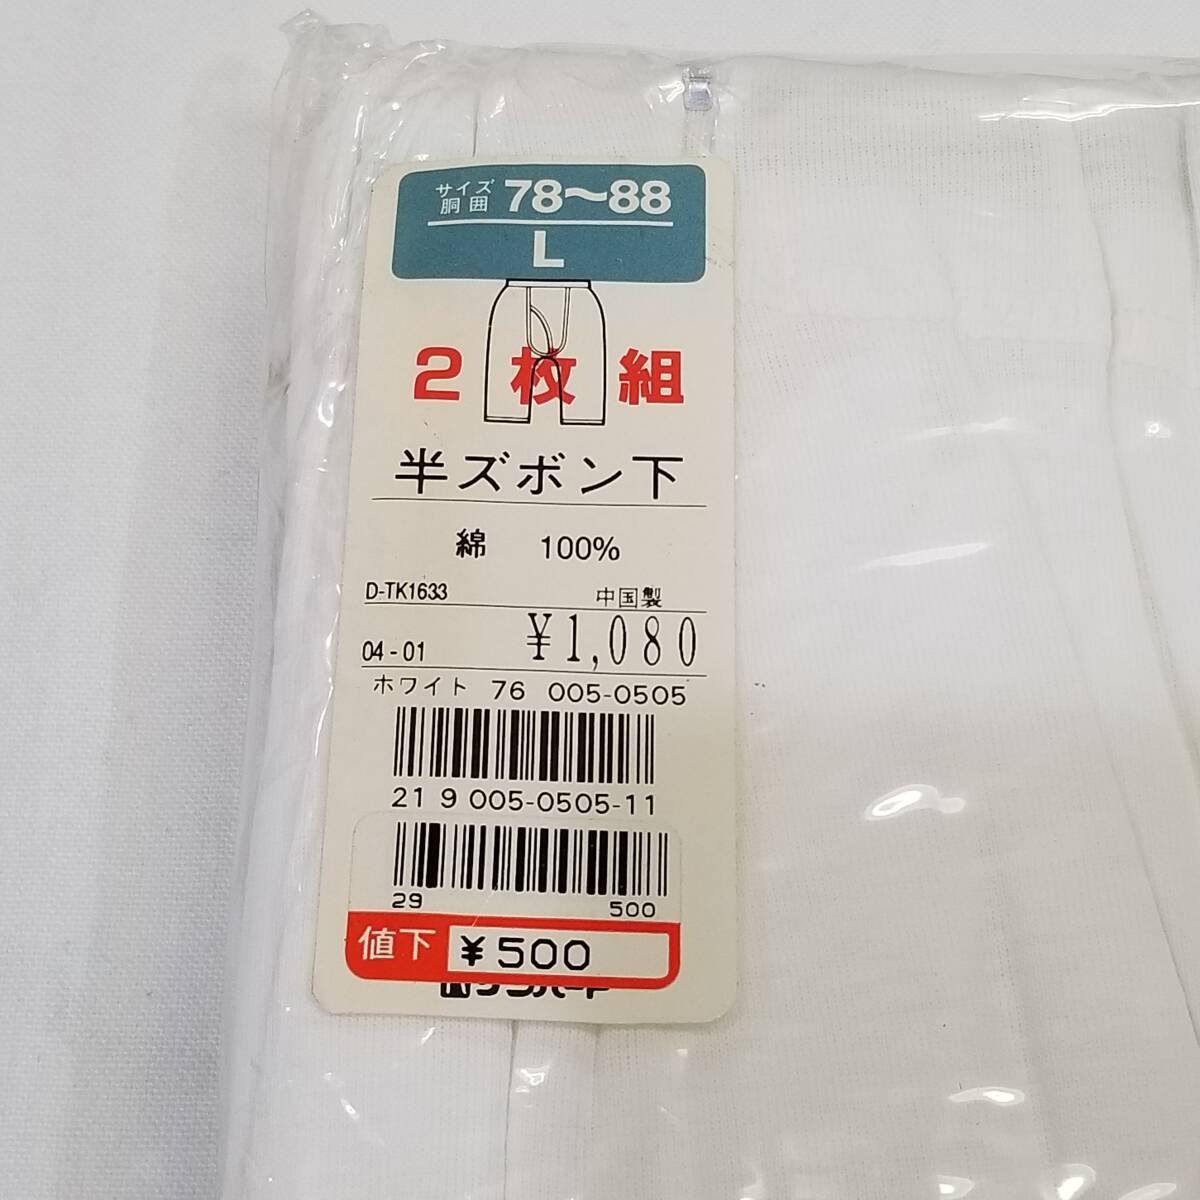 サイズ
胴囲 78〜88
L
2枚組
半ズボン下
綿 100%
D-TK1633 中国製
04-01 ¥1,080
ホワイト 76 005-0505
21 9 005-0505-11
29 500
値下 ¥500